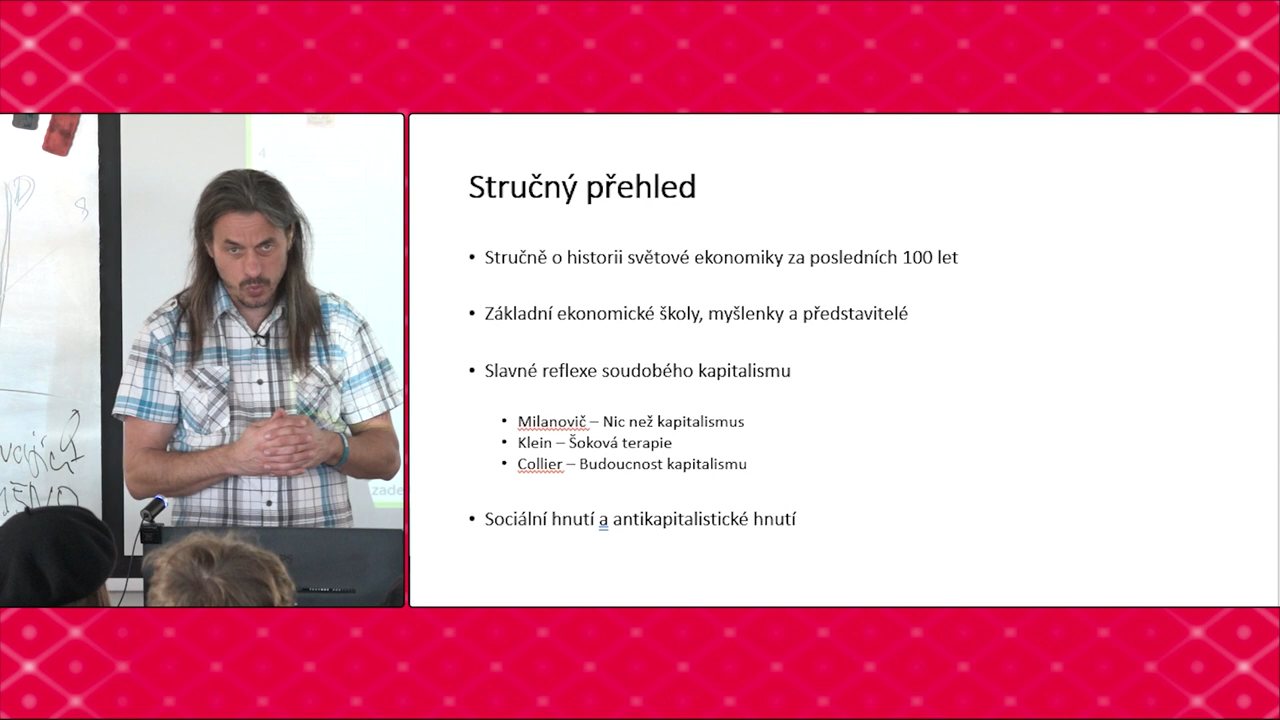 Stručný přehled
• Stručně o historii světové ekonomiky za posledních 100 let
• Základní ekonomické školy, myšlenky a představitelé
• Slavné reflexe soudobého kapitalismu
• Milanovič – Nic než kapitalismus
• Klein – Šoková terapie
• Collier – Budoucnost kapitalismu
• Sociální hnutí a antikapitalistické hnutí